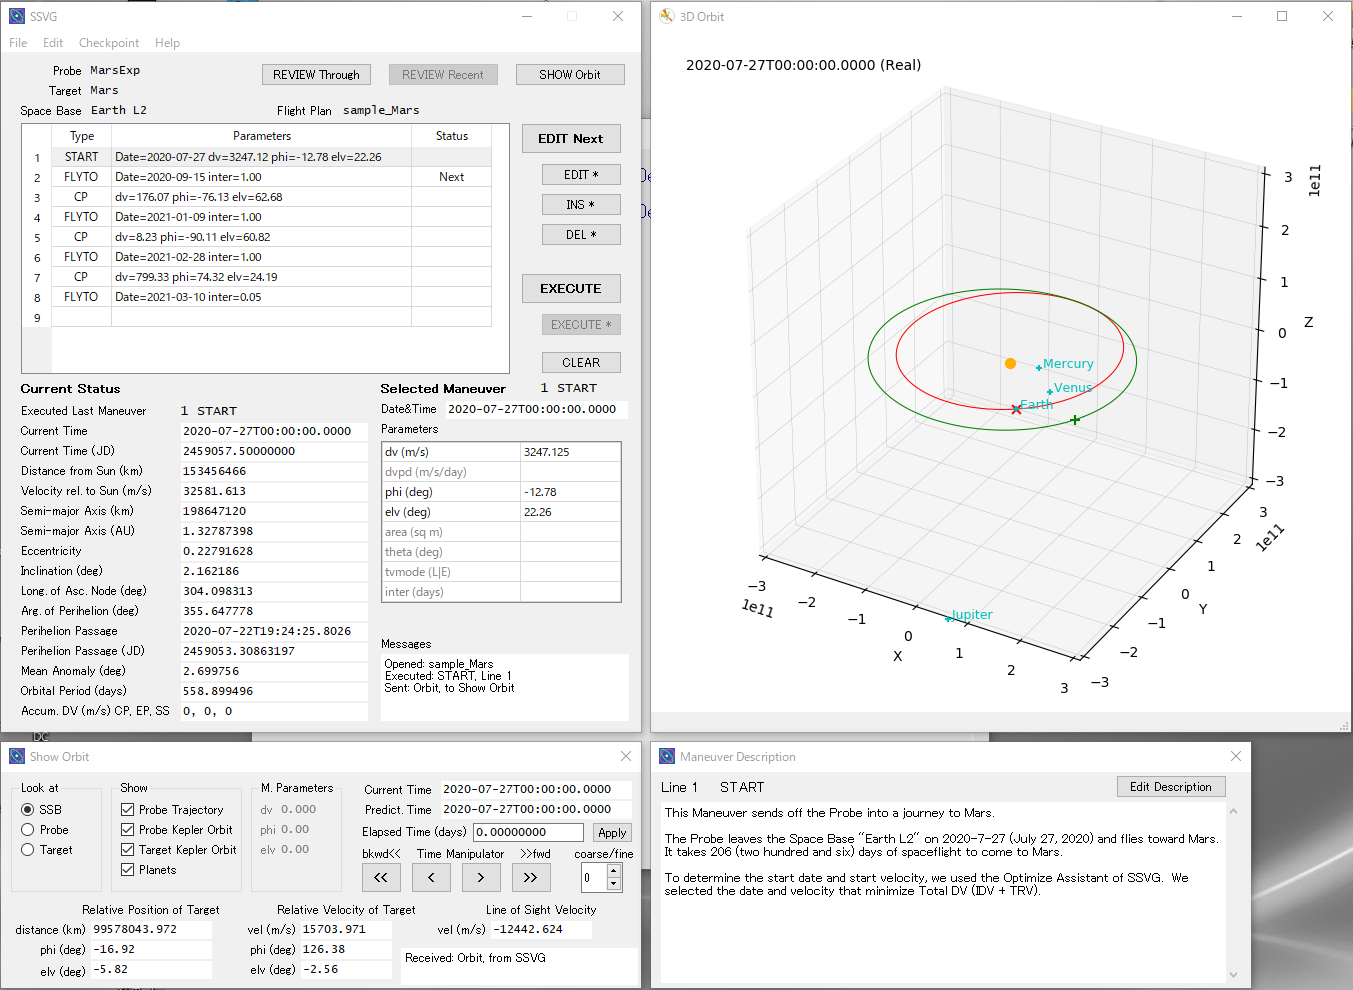 SSVG
File Edit Checkpoint Help
Probe MarsExp
REVIEW Through REVIEW Recent SHOW Orbit
Target Mars
Space Base Earth L2 Flight Plan sample_Mars
Type Parameters Status
1 START Date=2020-07-27 dv=3247.12 phi=-12.78 elv=22.26
2 FLYTO Date=2020-09-15 inter=1.00 Next
3 CP dv=176.07 phi=-76.13 elv=62.68
4 FLYTO Date=2021-01-09 inter=1.00
5 CP dv=8.23 phi=-90.11 elv=60.82
6 FLYTO Date=2021-02-28 inter=1.00
7 CP dv=799.33 phi=74.32 elv=24.19
8 FLYTO Date=2021-03-10 inter=0.05
9
EDIT Next
EDIT *
INS *
DEL *
EXECUTE
EXECUTE *
CLEAR
Current Status
Executed Last Maneuver 1 START
Current Time 2020-07-27T00:00:00.0000
Current Time (JD) 2459057.50000000
Distance from Sun (km) 153456466
Velocity rel. to Sun (m/s) 32581.613
Semi-major Axis (km) 198647120
Semi-major Axis (AU) 1.32787398
Eccentricity 0.22791628
Inclination (deg) 2.162186
Long. of Asc. Node (deg) 304.098313
Arg. of Perihelion (deg) 355.647778
Perihelion Passage 2020-07-22T19:24:25.8026
Perihelion Passage (JD) 2459053.30863197
Mean Anomaly (deg) 2.699756
Orbital Period (days) 558.899496
Accum. DV (m/s) CP, EP, SS 0, 0, 0
Selected Maneuver 1 START
Date&Time 2020-07-27T00:00:00.0000
Parameters
dv (m/s) 3247.125
dvpd (m/s/day)
phi (deg) -12.78
elv (deg) 22.26
area (sq m)
theta (deg)
tvmode (L|E)
inter (days)
Messages
Opened: sample_Mars
Executed: START, Line 1
Sent: Orbit, to Show Orbit
3D Orbit
2020-07-27T00:00:00.0000 (Real)
Mercury
Venus
Earth
Jupiter
1e11
3
2
1
0
−1
−2
−3
Z
3
2
1
0
−1
−2
−3
1e11
Y
−3
−2
−1
0
1
2
3
1e11
X
Show Orbit
Look at
SSB
Probe
Target
Show
Probe Trajectory
Probe Kepler Orbit
Target Kepler Orbit
Planets
M. Parameters
dv 0.000
phi 0.00
elv 0.00
Current Time 2020-07-27T00:00:00.0000
Predict. Time 2020-07-27T00:00:00.0000
Elapsed Time (days) 0.00000000 Apply
bkwd<< Time Manipulator >>fwd coarse/fine
<< < > >> 0
Relative Position of Target
distance (km) 99578043.972
phi (deg) -16.92
elv (deg) -5.82
Relative Velocity of Target
vel (m/s) 15703.971
phi (deg) 126.38
elv (deg) -2.56
Line of Sight Velocity
vel (m/s) -12442.624
Received: Orbit, from SSVG
Maneuver Description
Line 1 START Edit Description
This Maneuver sends off the Probe into a journey to Mars.
The Probe leaves the Space Base "Earth L2" on 2020-7-27 (July 27, 2020) and flies toward Mars.
It takes 206 (two hundred and six) days of spaceflight to come to Mars.
To determine the start date and start velocity, we used the Optimize Assistant of SSVG. We
selected the date and velocity that minimize Total DV (IDV + TRV).